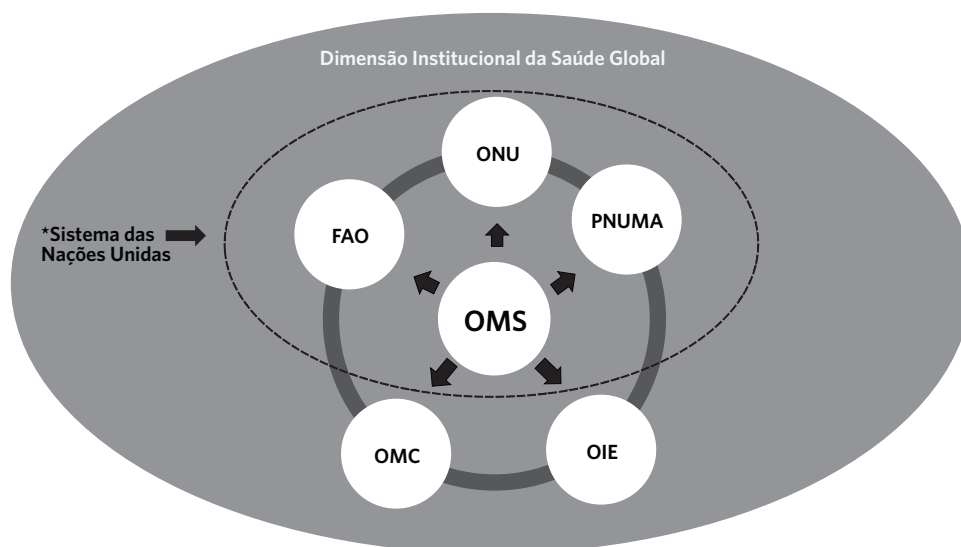 Dimensão Institucional da Saúde Global
ONU
PNUMA
FAO
*Sistema das
Nações Unidas
OMS
OMC
OIE